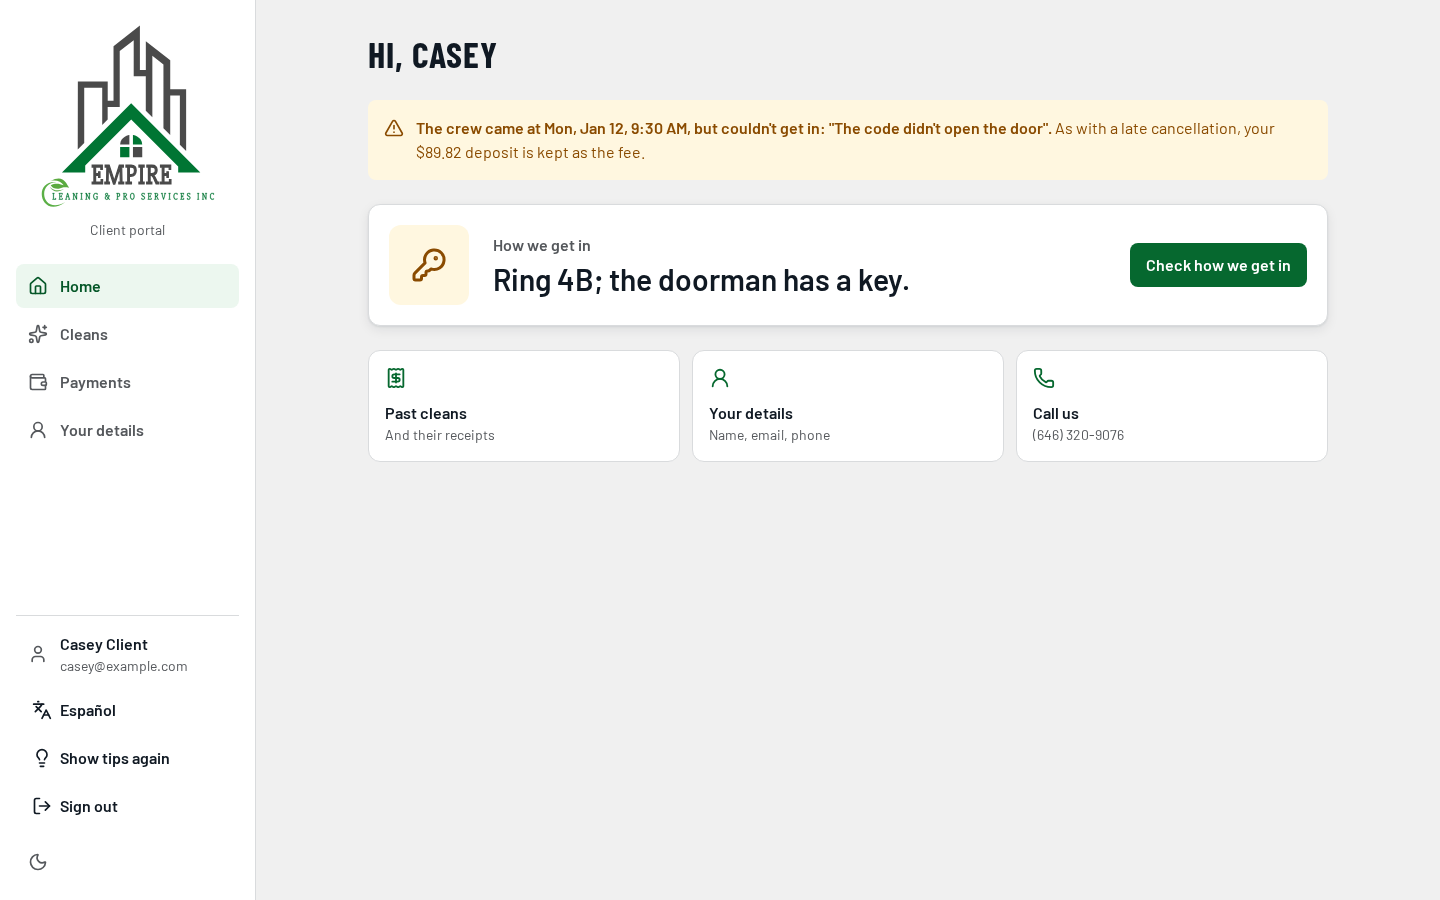 EMPIRE
CLEANING & PRO SERVICES INC
Client portal
Home
Cleans
Payments
Your details
Casey Client
casey@example.com
Español
Show tips again
Sign out
HI, CASEY
The crew came at Mon, Jan 12, 9:30 AM, but couldn't get in: "The code didn't open the door". As with a late cancellation, your
$89.82 deposit is kept as the fee.
How we get in
Ring 4B; the doorman has a key.
Check how we get in
Past cleans
And their receipts
Your details
Name, email, phone
Call us
(646) 320-9076